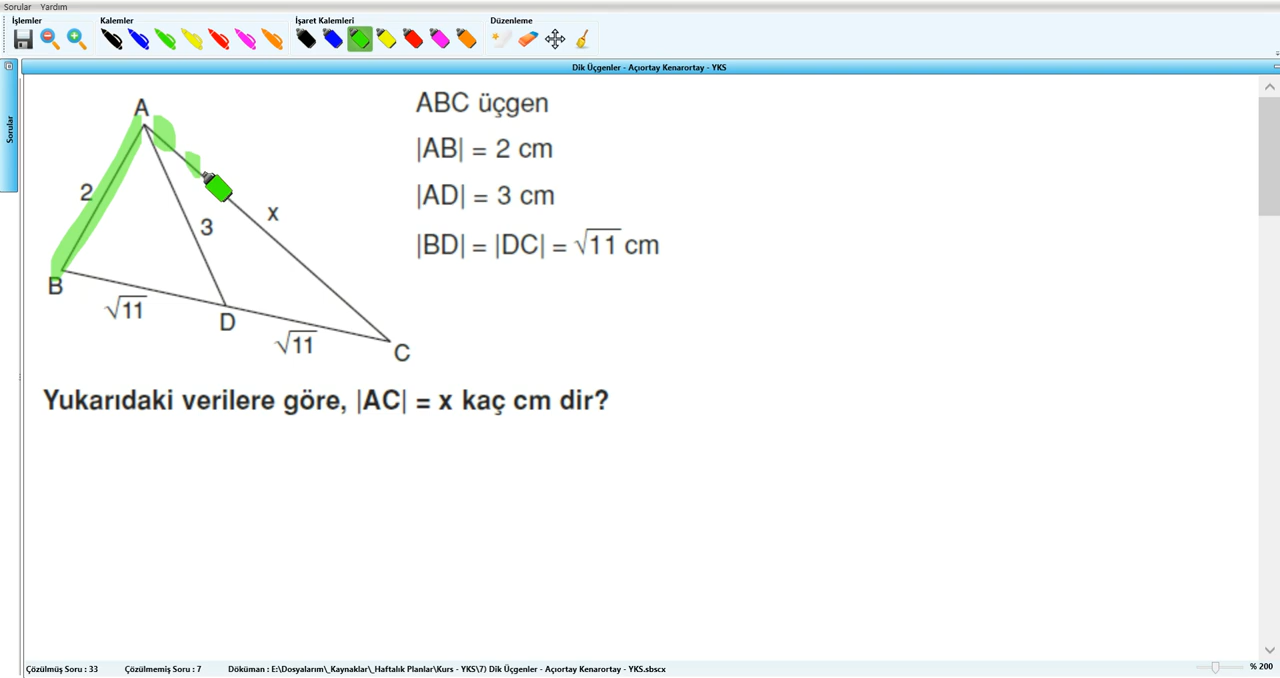 Sorular Yardım
İşlemler Kalemler İşaret Kalemleri Düzenleme
Dik Üçgenler - Açıortay Kenarortay - YKS
Sorular
A
2
3
x
B
√11
D
√11
C
ABC üçgen
|AB| = 2 cm
|AD| = 3 cm
|BD| = |DC| = √11 cm
Yukarıdaki verilere göre, |AC| = x kaç cm dir?
Çözülmüş Soru : 33 Çözülmemiş Soru : 7 Döküman : E:\Dosyalarım\_Kaynaklar\_Haftalık Planlar\Kurs - YKS\7) Dik Üçgenler - Açıortay Kenarortay - YKS.sbscx % 200